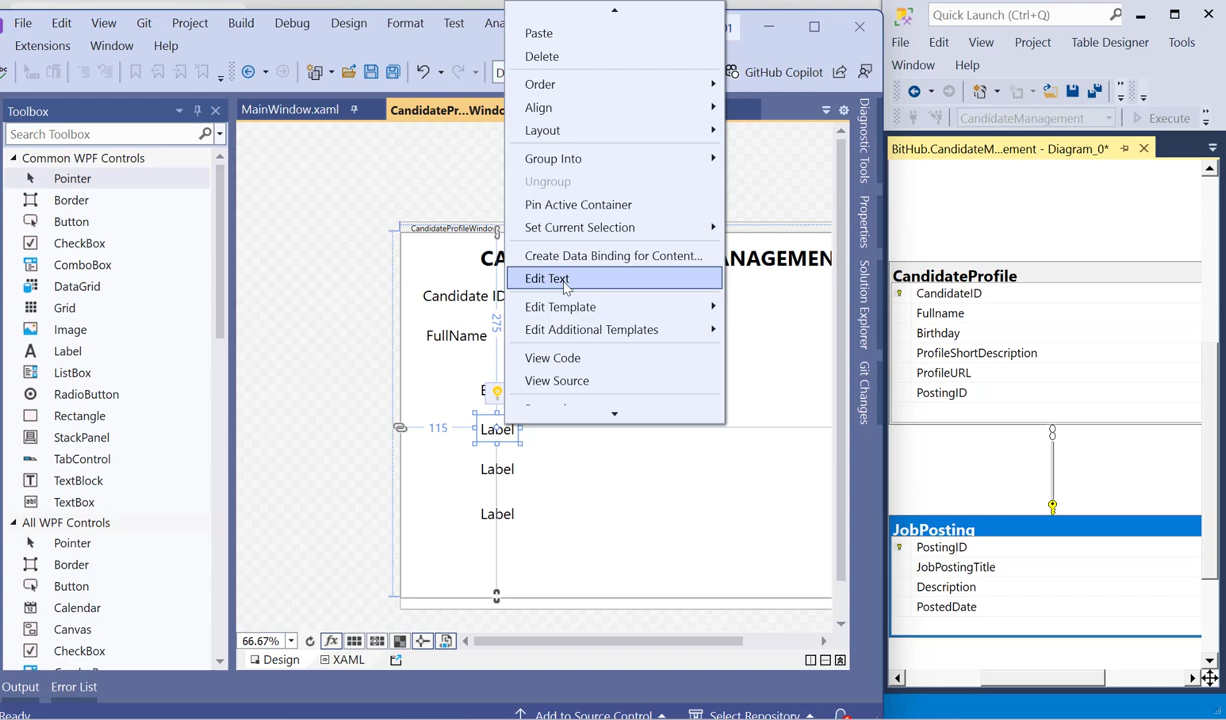 File Edit View Git Project Build Debug Design Format Test
Extensions Window Help
GitHub Copilot
Toolbox
Search Toolbox
Common WPF Controls
Pointer
Border
Button
CheckBox
ComboBox
DataGrid
Grid
Image
Label
ListBox
RadioButton
Rectangle
StackPanel
TabControl
TextBlock
TextBox
All WPF Controls
Pointer
Border
Button
Calendar
Canvas
CheckBox
Output Error List
Ready
MainWindow.xaml CandidatePr...Windo
CandidateProfileWindow
CA
ANAGEMEN
Candidate ID
FullName
275
115
Label
Label
Label
66.67%
Design XAML
Add to Source Control Select Repository
Paste
Delete
Order
Align
Layout
Group Into
Ungroup
Pin Active Container
Set Current Selection
Create Data Binding for Content...
Edit Text
Edit Template
Edit Additional Templates
View Code
View Source
Diagnostic Tools
Properties
Solution Explorer
Git Changes
Quick Launch (Ctrl+Q)
File Edit View Project Table Designer Tools
Window Help
CandidateManagement Execute
BitHub.CandidateM...ement - Diagram_0*
CandidateProfile
CandidateID
Fullname
Birthday
ProfileShortDescription
ProfileURL
PostingID
JobPosting
PostingID
JobPostingTitle
Description
PostedDate